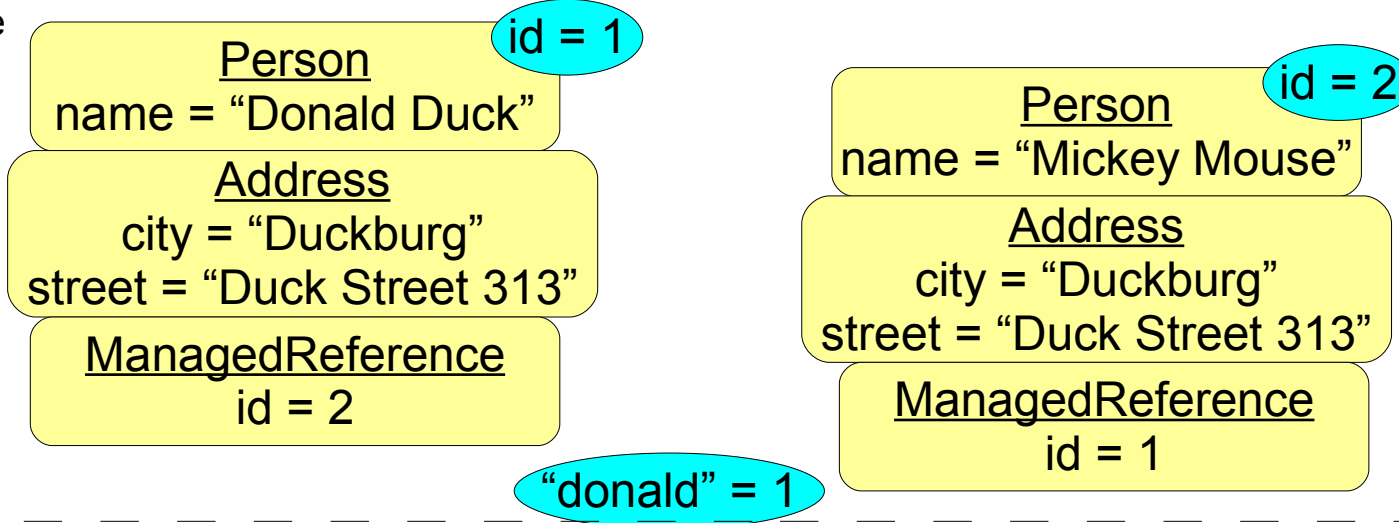 e
id = 1
Person
name = “Donald Duck”
Address
city = “Duckburg”
street = “Duck Street 313”
ManagedReference
id = 2
id = 2
Person
name = “Mickey Mouse”
Address
city = “Duckburg”
street = “Duck Street 313”
ManagedReference
id = 1
“donald” = 1